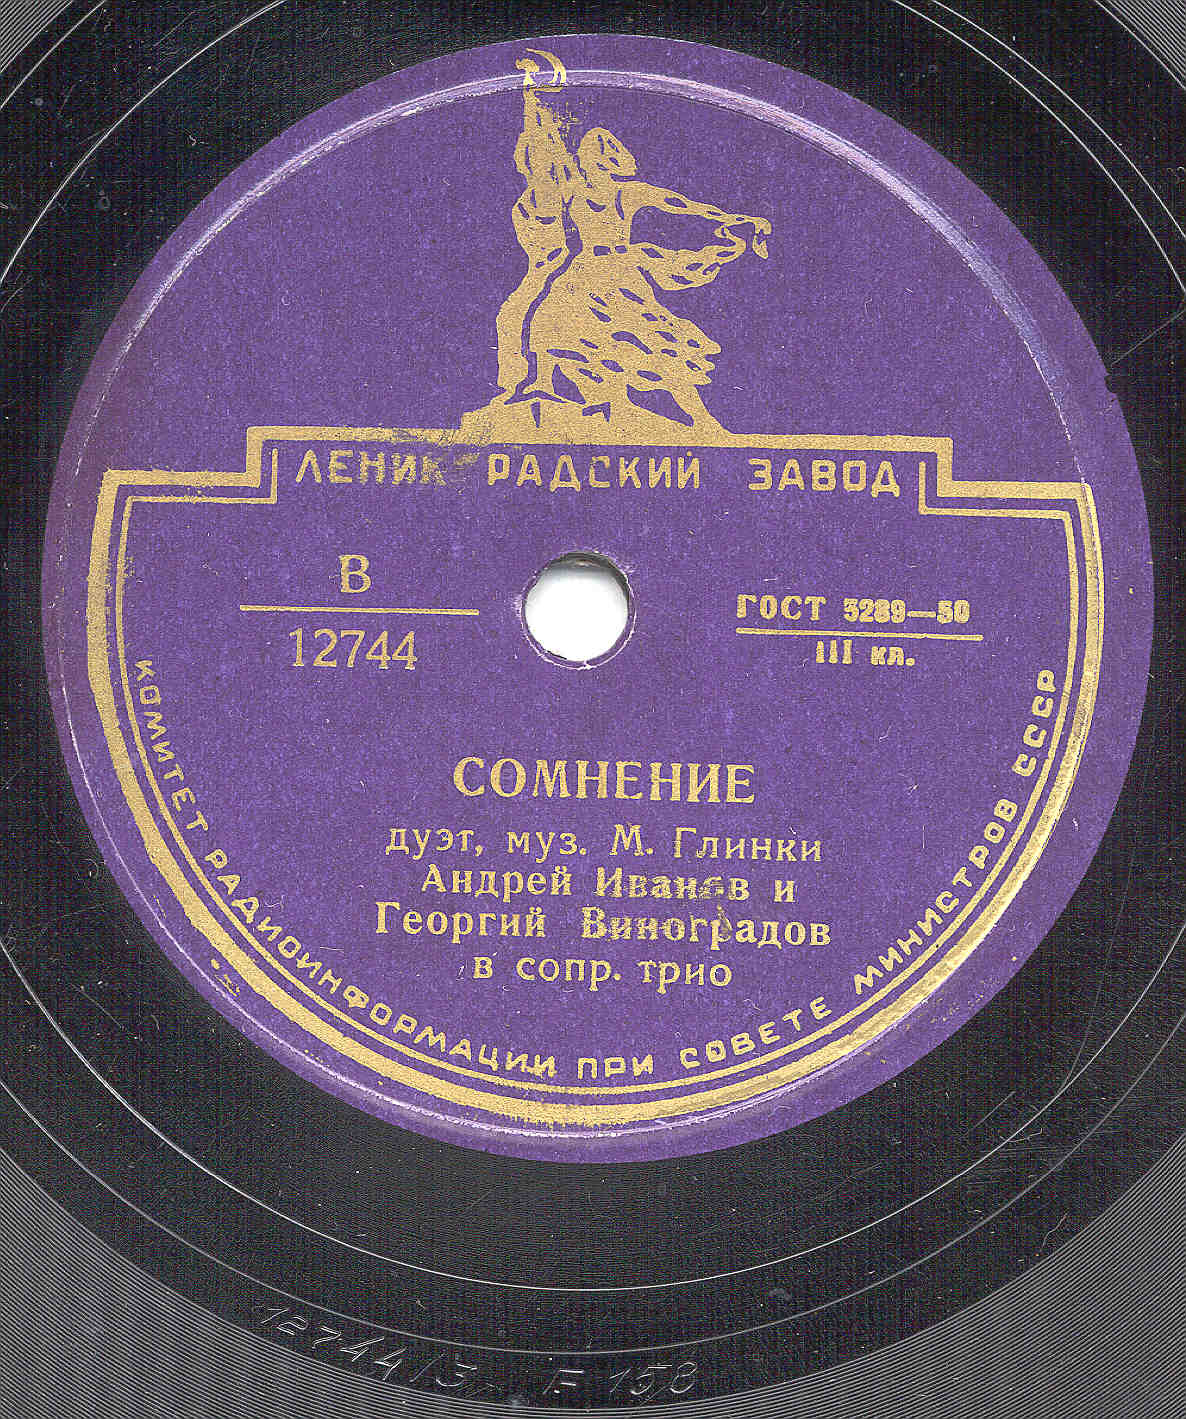 ЛЕНИНГРАДСКИЙ ЗАВОД
В
12744
ГОСТ 5289—50
III кл.
СОМНЕНИЕ
дуэт, муз. М. Глинки
Андрей Иванов и
Георгий Виноградов
в сопр. трио
КОМИТЕТ РАДИОИНФОРМАЦИИ ПРИ СОВЕТЕ МИНИСТРОВ СССР
12744/3 F 158